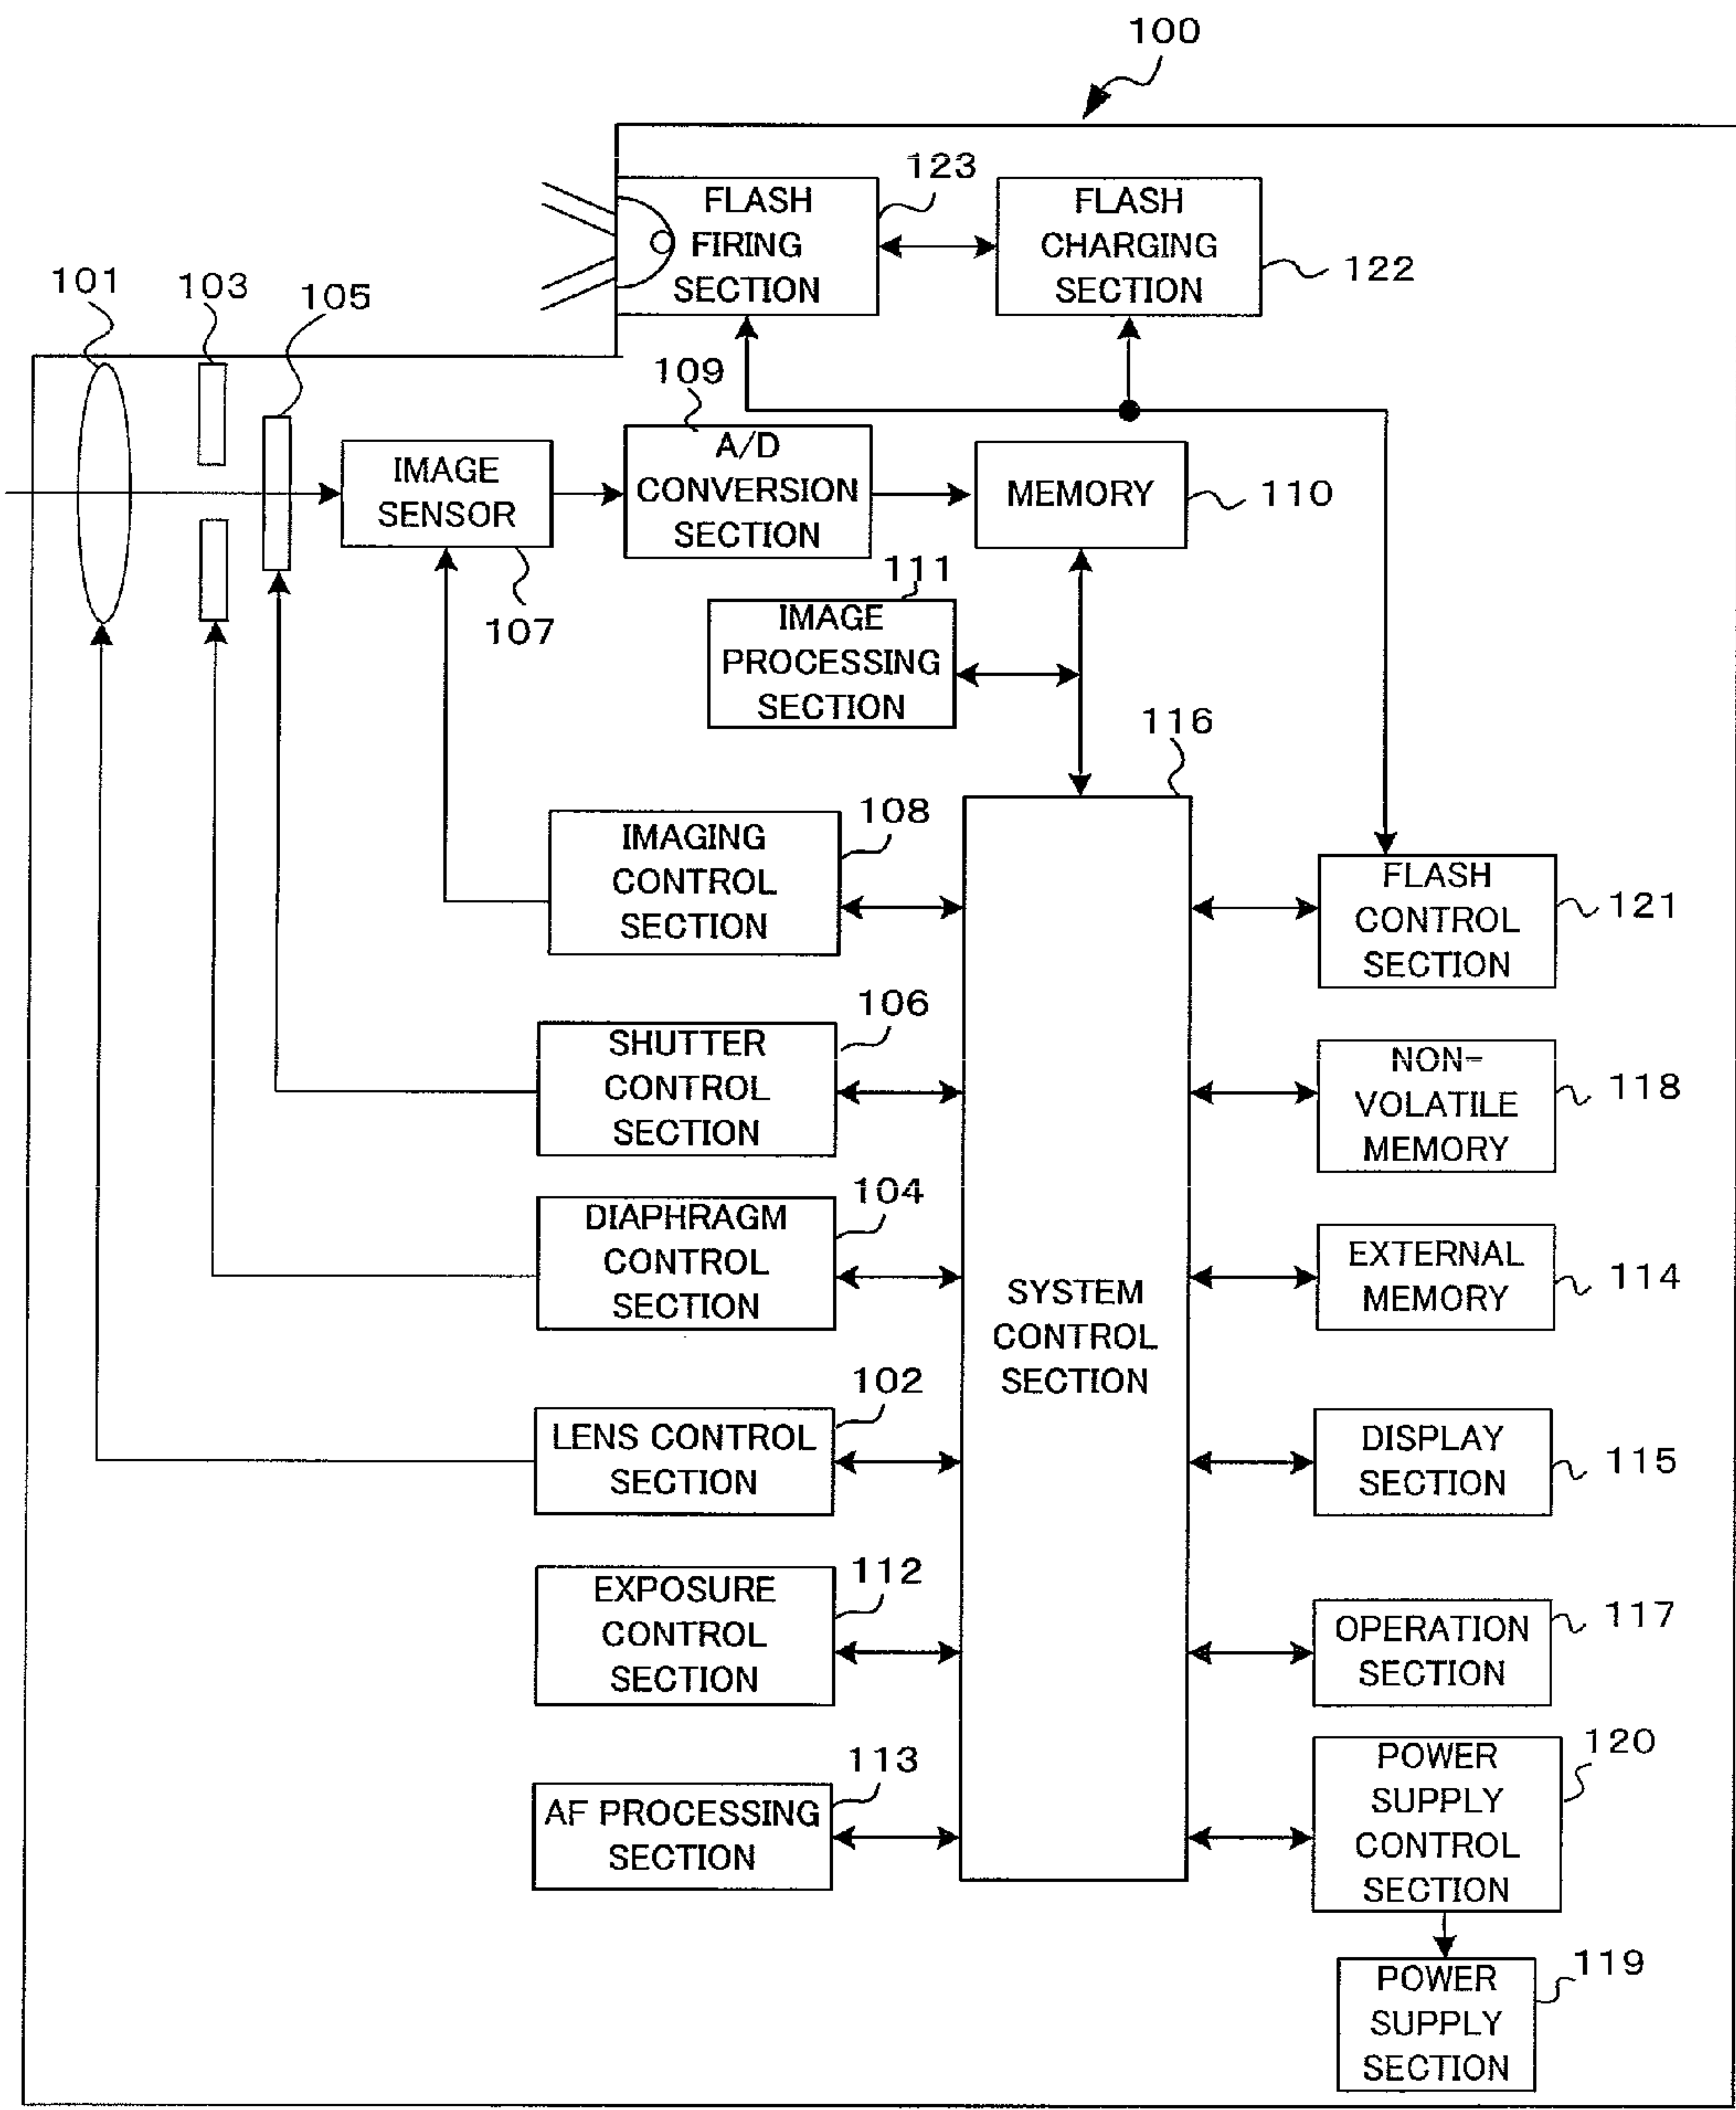 100
FLASH
FIRING
SECTION
123
FLASH
CHARGING
SECTION
122
101
103
105
109
A/D
CONVERSION
SECTION
IMAGE
SENSOR
107
MEMORY
110
111
IMAGE
PROCESSING
SECTION
116
SYSTEM
CONTROL
SECTION
IMAGING
CONTROL
SECTION
108
FLASH
CONTROL
SECTION
121
SHUTTER
CONTROL
SECTION
106
NON-
VOLATILE
MEMORY
118
DIAPHRAGM
CONTROL
SECTION
104
EXTERNAL
MEMORY
114
LENS CONTROL
SECTION
102
DISPLAY
SECTION
115
EXPOSURE
CONTROL
SECTION
112
OPERATION
SECTION
117
AF PROCESSING
SECTION
113
POWER
SUPPLY
CONTROL
SECTION
120
POWER
SUPPLY
SECTION
119